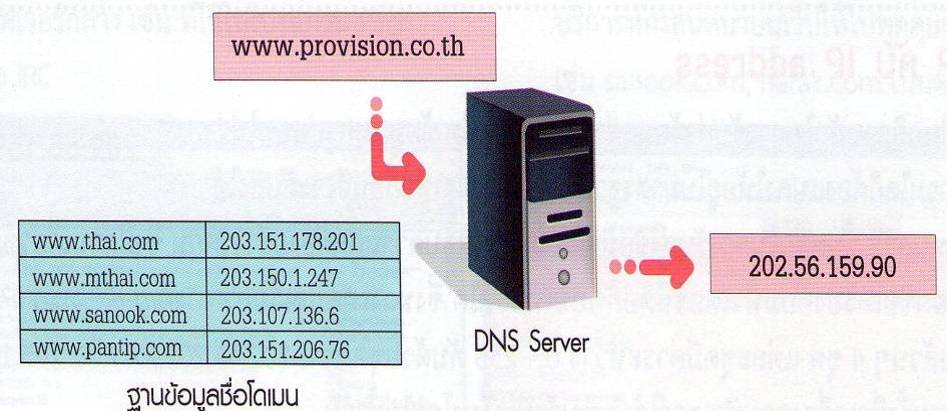 www.provision.co.th
www.thai.com 203.151.178.201
www.mthai.com 203.150.1.247
www.sanook.com 203.107.136.6
www.pantip.com 203.151.206.76
ฐานข้อมูลชื่อโดเมน
DNS Server
202.56.159.90